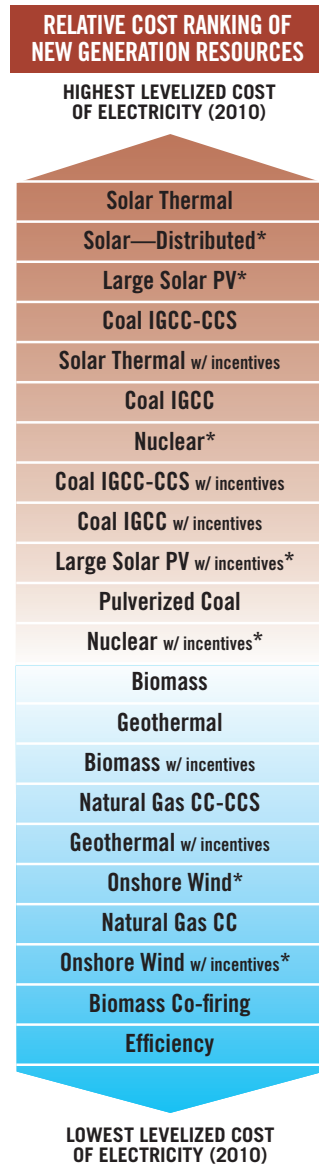 RELATIVE COST RANKING OF
NEW GENERATION RESOURCES
HIGHEST LEVELIZED COST
OF ELECTRICITY (2010)
Solar Thermal
Solar—Distributed*
Large Solar PV*
Coal IGCC-CCS
Solar Thermal w/ incentives
Coal IGCC
Nuclear*
Coal IGCC-CCS w/ incentives
Coal IGCC w/ incentives
Large Solar PV w/ incentives*
Pulverized Coal
Nuclear w/ incentives*
Biomass
Geothermal
Biomass w/ incentives
Natural Gas CC-CCS
Geothermal w/ incentives
Onshore Wind*
Natural Gas CC
Onshore Wind w/ incentives*
Biomass Co-firing
Efficiency
LOWEST LEVELIZED COST
OF ELECTRICITY (2010)